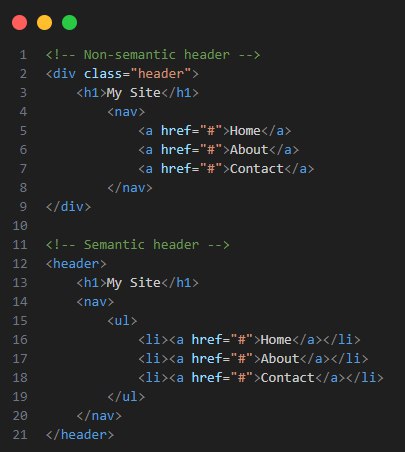 1 <!-- Non-semantic header -->
2 <div class="header">
3     <h1>My Site</h1>
4         <nav>
5             <a href="#">Home</a>
6             <a href="#">About</a>
7             <a href="#">Contact</a>
8         </nav>
9 </div>
10
11 <!-- Semantic header -->
12 <header>
13     <h1>My Site</h1>
14     <nav>
15         <ul>
16             <li><a href="#">Home</a></li>
17             <li><a href="#">About</a></li>
18             <li><a href="#">Contact</a></li>
19         </ul>
20     </nav>
21 </header>